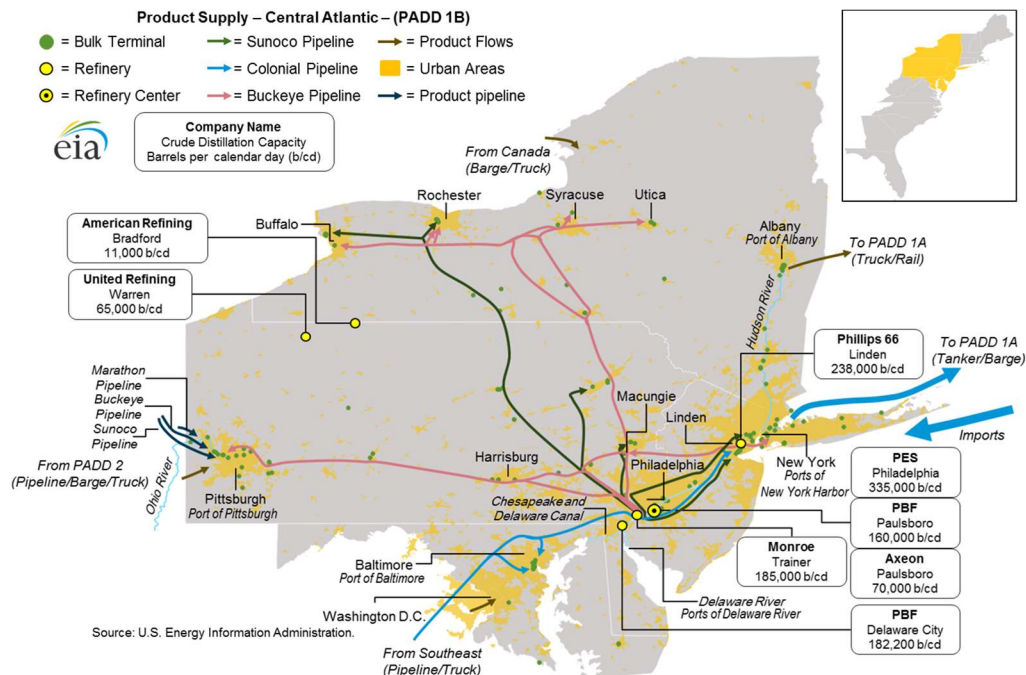 Product Supply – Central Atlantic – (PADD 1B)
= Bulk Terminal
= Sunoco Pipeline
= Product Flows
= Refinery
= Colonial Pipeline
= Urban Areas
= Refinery Center
= Buckeye Pipeline
= Product pipeline
eia
Company Name
Crude Distillation Capacity
Barrels per calendar day (b/cd)
From Canada
(Barge/Truck)
Rochester
Syracuse
Utica
Buffalo
Albany
Port of Albany
To PADD 1A
(Truck/Rail)
American Refining
Bradford
11,000 b/cd
United Refining
Warren
65,000 b/cd
Hudson River
Phillips 66
Linden
238,000 b/cd
To PADD 1A
(Tanker/Barge)
Marathon
Pipeline
Buckeye
Pipeline
Sunoco
Pipeline
From PADD 2
(Pipeline/Barge/Truck)
Ohio River
Pittsburgh
Port of Pittsburgh
Harrisburg
Macungie
Linden
Philadelphia
Imports
New York
Ports of
New York Harbor
PES
Philadelphia
335,000 b/cd
PBF
Paulsboro
160,000 b/cd
Axeon
Paulsboro
70,000 b/cd
PBF
Delaware City
182,200 b/cd
Monroe
Trainer
185,000 b/cd
Chesapeake and
Delaware Canal
Baltimore
Port of Baltimore
Washington D.C.
Delaware River
Ports of Delaware River
From Southeast
(Pipeline/Truck)
Source: U.S. Energy Information Administration.